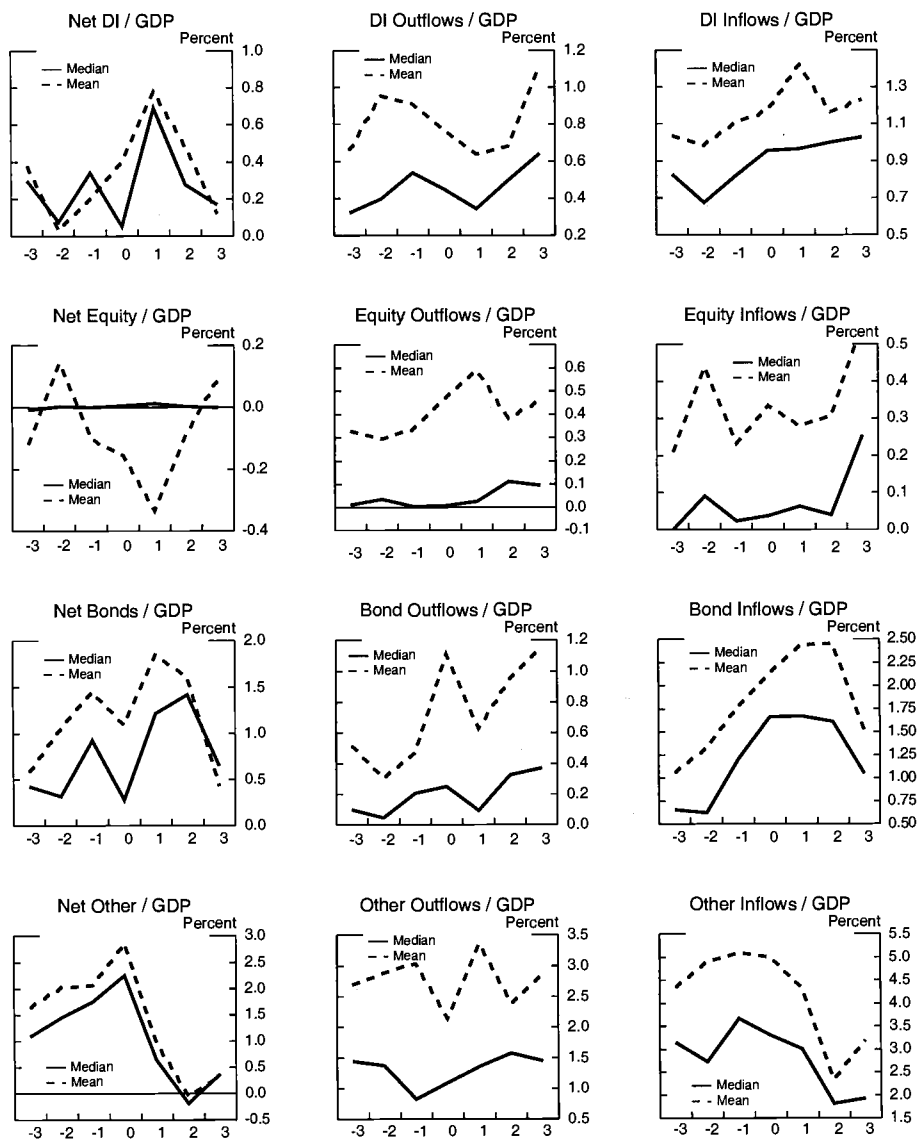 Net DI / GDP
Percent
Median
Mean
1.0
0.8
0.6
0.4
0.2
0.0
-3 -2 -1 0 1 2 3
DI Outflows / GDP
Median
Mean
1.2
1.0
0.8
0.6
0.4
0.2
-3 -2 -1 0 1 2 3
DI Inflows / GDP
Percent
Median
Mean
1.3
1.1
0.9
0.7
0.5
-3 -2 -1 0 1 2 3
Net Equity / GDP
Percent
0.2
0.0
-0.2
-0.4
Median
Mean
-3 -2 -1 0 1 2 3
Equity Outflows / GDP
Percent
Median
Mean
0.6
0.5
0.4
0.3
0.2
0.1
0.0
-0.1
-3 -2 -1 0 1 2 3
Equity Inflows / GDP
Percent
Median
Mean
0.5
0.4
0.3
0.2
0.1
0.0
-3 -2 -1 0 1 2 3
Net Bonds / GDP
Percent
Median
Mean
2.0
1.5
1.0
0.5
0.0
-3 -2 -1 0 1 2 3
Bond Outflows / GDP
Percent
Median
Mean
1.2
1.0
0.8
0.6
0.4
0.2
0.0
-3 -2 -1 0 1 2 3
Bond Inflows / GDP
Percent
Median
Mean
2.50
2.25
2.00
1.75
1.50
1.25
1.00
0.75
0.50
-3 -2 -1 0 1 2 3
Net Other / GDP
Percent
3.0
2.5
2.0
1.5
1.0
0.5
0.0
-0.5
Median
Mean
-3 -2 -1 0 1 2 3
Other Outflows / GDP
Percent
Median
Mean
3.5
3.0
2.5
2.0
1.5
1.0
0.5
-3 -2 -1 0 1 2 3
Other Inflows / GDP
Percent
5.5
5.0
4.5
4.0
3.5
3.0
2.5
2.0
1.5
Median
Mean
-3 -2 -1 0 1 2 3